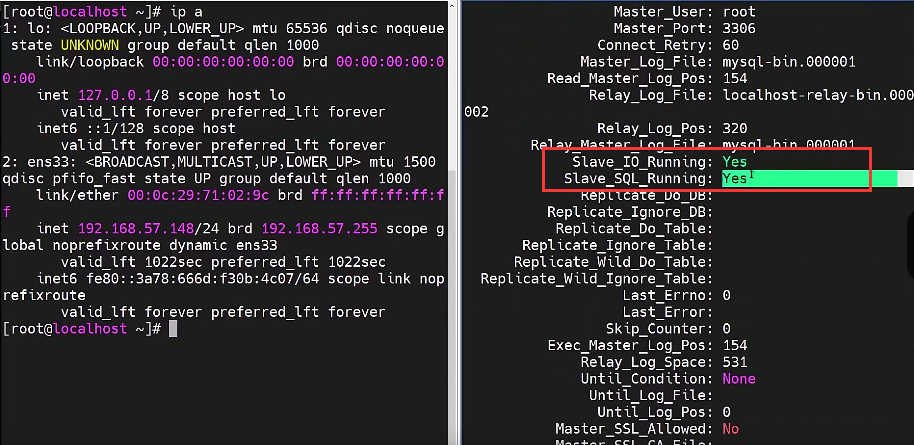 [root@localhost ~]# ip a
1: lo: <LOOPBACK,UP,LOWER_UP> mtu 65536 qdisc noqueue
 state UNKNOWN group default qlen 1000
    link/loopback 00:00:00:00:00:00 brd 00:00:00:00:0
0:00
    inet 127.0.0.1/8 scope host lo
       valid_lft forever preferred_lft forever
    inet6 ::1/128 scope host
       valid_lft forever preferred_lft forever
2: ens33: <BROADCAST,MULTICAST,UP,LOWER_UP> mtu 1500
qdisc pfifo_fast state UP group default qlen 1000
    link/ether 00:0c:29:71:02:9c brd ff:ff:ff:ff:ff:f
f
    inet 192.168.57.148/24 brd 192.168.57.255 scope g
lobal noprefixroute dynamic ens33
       valid_lft 1022sec preferred_lft 1022sec
    inet6 fe80::3a78:666d:f30b:4c07/64 scope link nop
refixroute
       valid_lft forever preferred_lft forever
[root@localhost ~]#
Master_User: root
Master_Port: 3306
Connect_Retry: 60
Master_Log_File: mysql-bin.000001
Read_Master_Log_Pos: 154
Relay_Log_File: localhost-relay-bin.000
002
Relay_Log_Pos: 320
Relay_Master_Log_File: mysql-bin.000001
Slave_IO_Running: Yes
Slave_SQL_Running: Yes
Replicate_Do_DB:
Replicate_Ignore_DB:
Replicate_Do_Table:
Replicate_Ignore_Table:
Replicate_Wild_Do_Table:
Replicate_Wild_Ignore_Table:
Last_Errno: 0
Last_Error:
Skip_Counter: 0
Exec_Master_Log_Pos: 154
Relay_Log_Space: 531
Until_Condition: None
Until_Log_File:
Until_Log_Pos: 0
Master_SSL_Allowed: No
Master_SSL_CA_File: